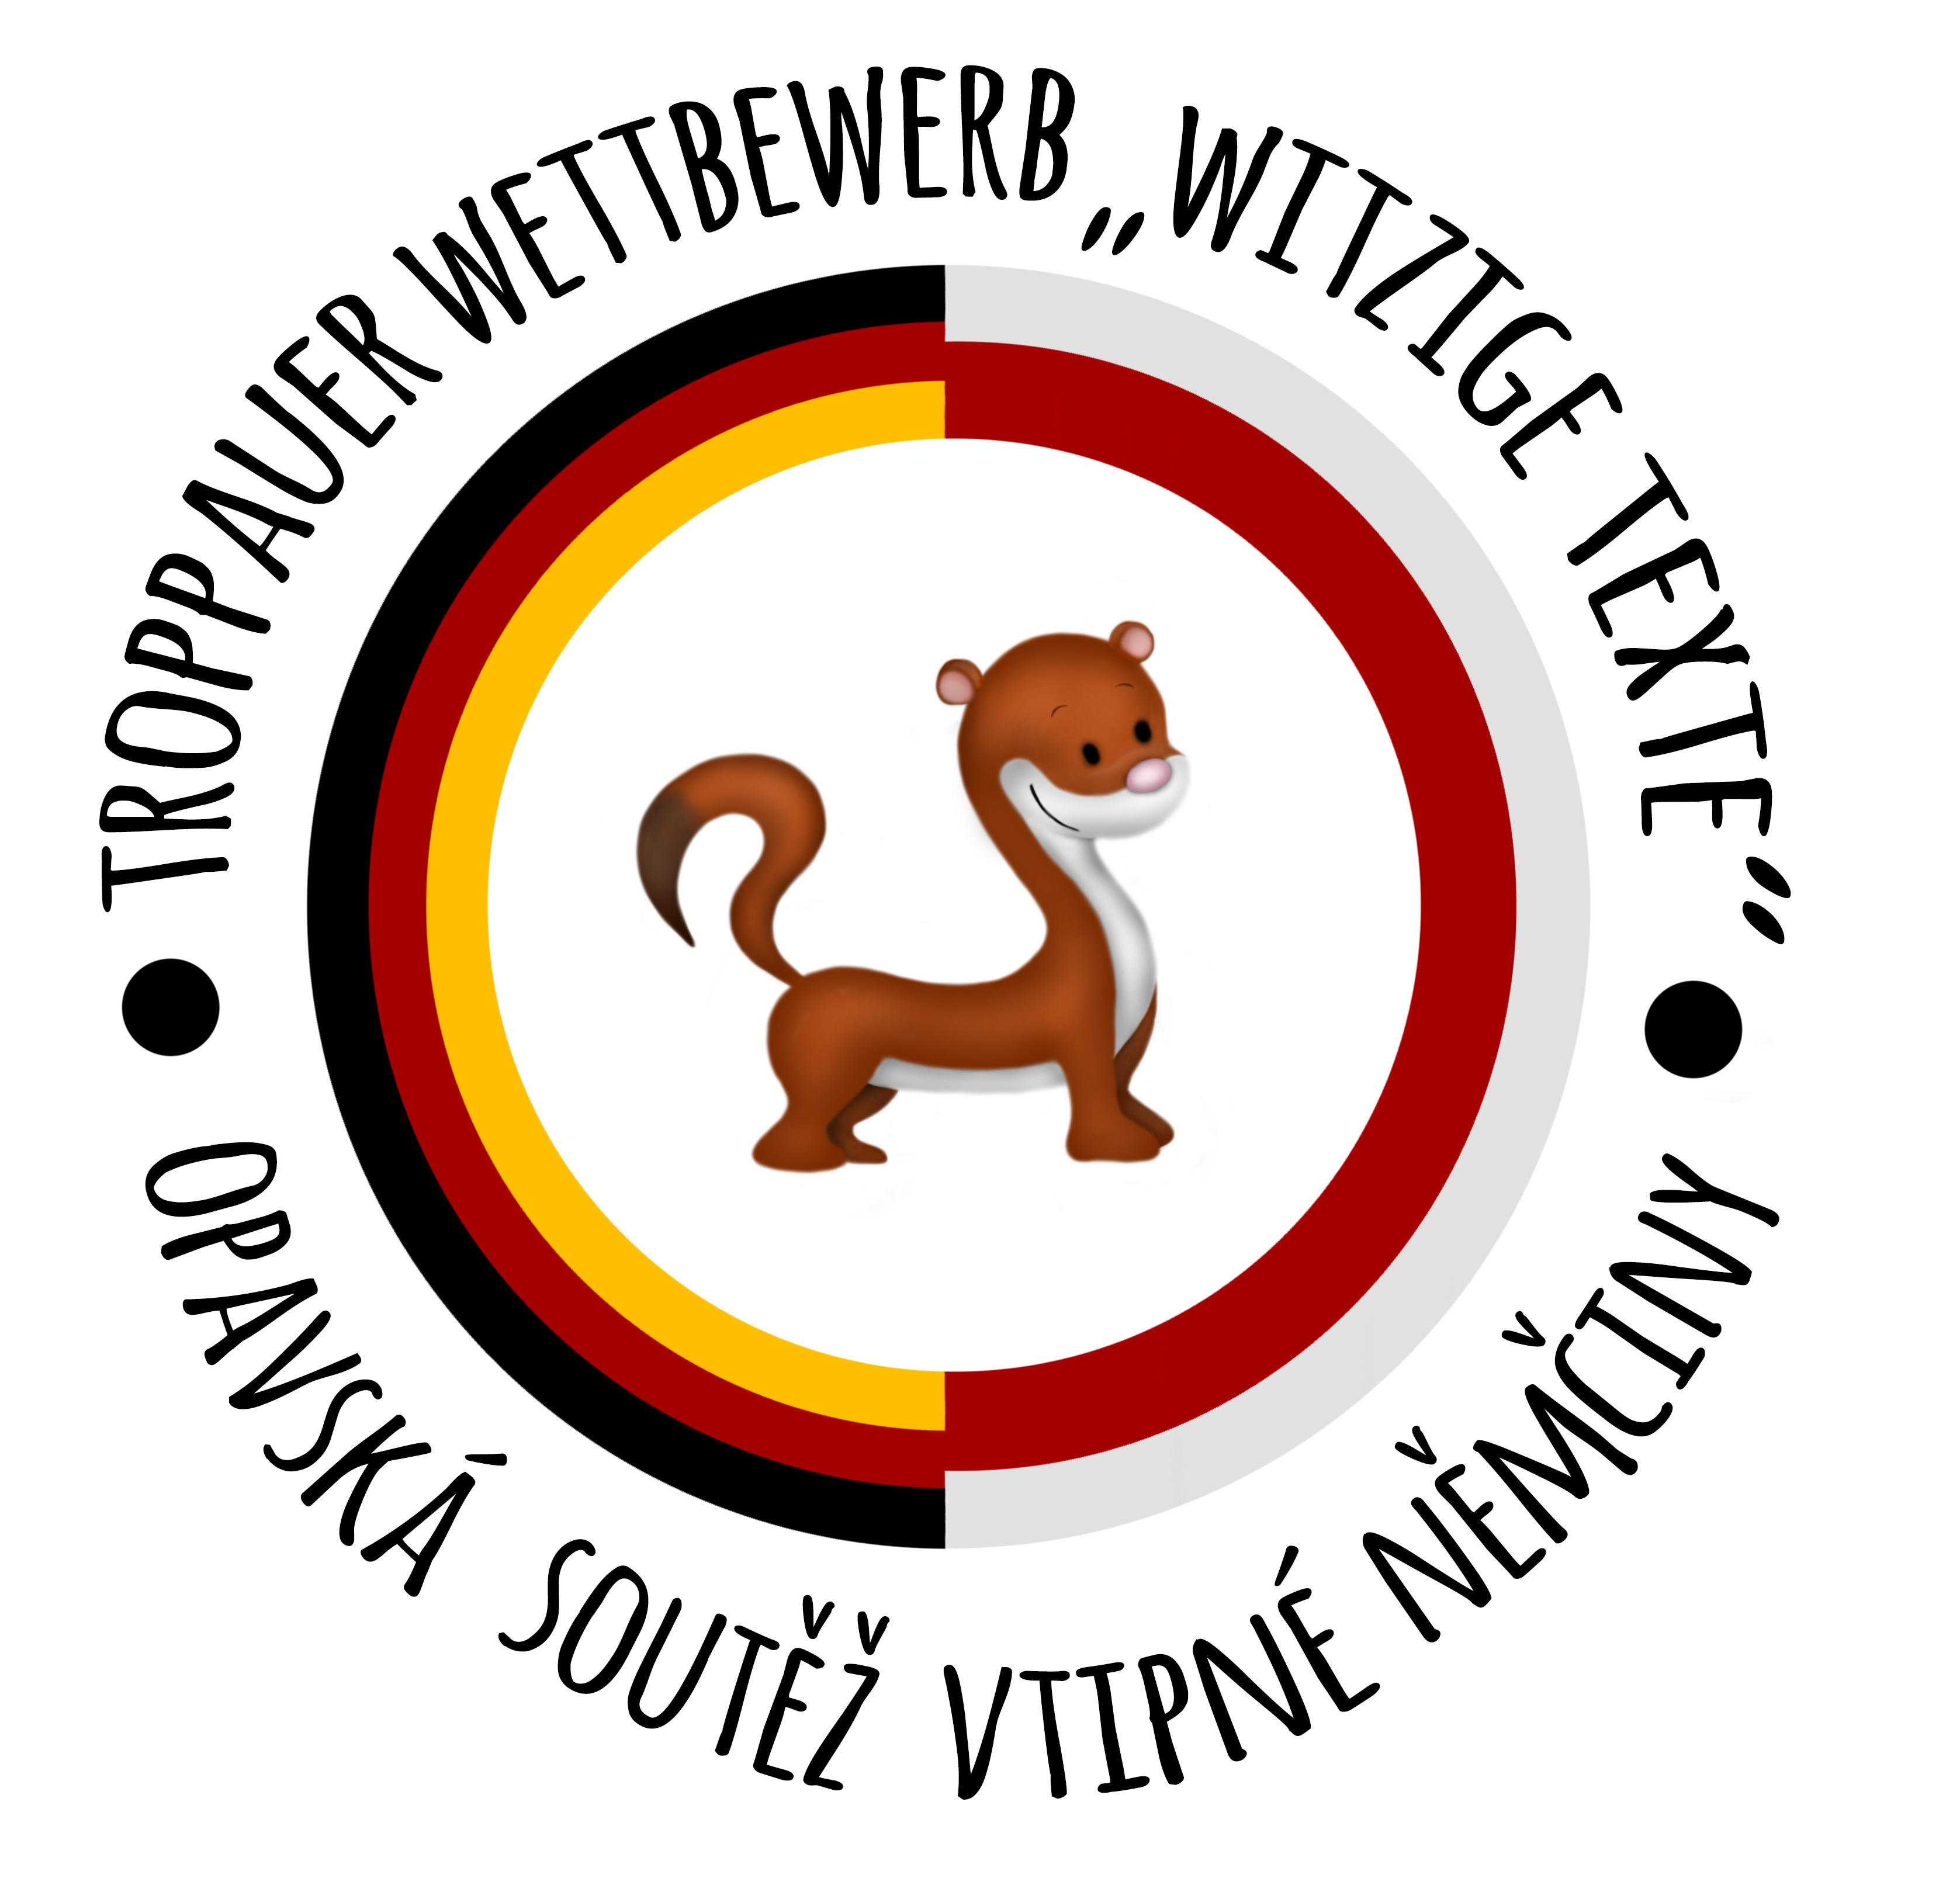 TROPPAUER WETTBEWERB „WITZIGE TEXTE“
OPAVSKÁ SOUTĚŽ VTIPNÉ NĚMČINY